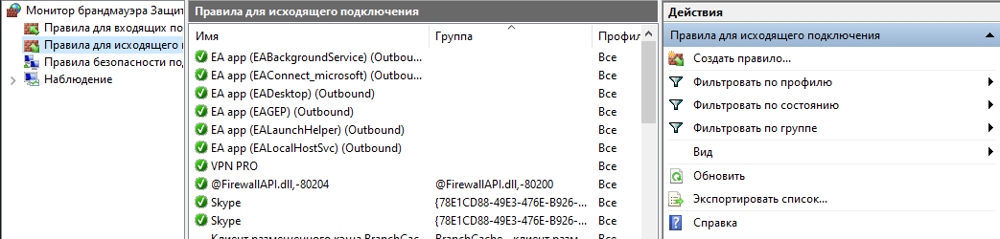 Монитор брандмауэра Защит
Правила для входящих по
Правила для исходящего
Правила безопасности по
Наблюдение
Правила для исходящего подключения
Имя Группа Профил
EA app (EABackgroundService) (Outbou... Все
EA app (EAConnect_microsoft) (Outbou... Все
EA app (EADesktop) (Outbound) Все
EA app (EAGEP) (Outbound) Все
EA app (EALaunchHelper) (Outbound) Все
EA app (EALocalHostSvc) (Outbound) Все
VPN PRO Все
@FirewallAPI.dll,-80204 @FirewallAPI.dll,-80200 Все
Skype {78E1CD88-49E3-476E-B926-... Все
Skype {78E1CD88-49E3-476E-B926-... Все
Клиент размещенного кэша BranchCac... BranchCache - клиент разм... Все
Действия
Правила для исходящего подключения
Создать правило...
Фильтровать по профилю
Фильтровать по состоянию
Фильтровать по группе
Вид
Обновить
Экспортировать список...
Справка